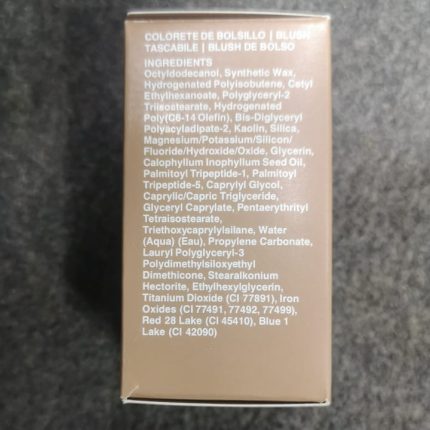 COLORETE DE BOLSILLO | BLUSH
TASCABILE | BLUSH DE BOLSO
INGREDIENTS
Octyldodecanol, Synthetic Wax,
Hydrogenated Polyisobutene, Cetyl
Ethylhexanoate, Polyglyceryl-2
Triisostearate, Hydrogenated
Poly(C6-14 Olefin), Bis-Diglyceryl
Polyacyladipate-2, Kaolin, Silica,
Magnesium/Potassium/Silicon/
Fluoride/Hydroxide/Oxide, Glycerin,
Calophyllum Inophyllum Seed Oil,
Palmitoyl Tripeptide-1, Palmitoyl
Tripeptide-5, Caprylyl Glycol,
Caprylic/Capric Triglyceride,
Glyceryl Caprylate, Pentaerythrityl
Tetraisostearate,
Triethoxycaprylylsilane, Water
(Aqua) (Eau), Propylene Carbonate,
Lauryl Polyglyceryl-3
Polydimethylsiloxyethyl
Dimethicone, Stearalkonium
Hectorite, Ethylhexylglycerin,
Titanium Dioxide (CI 77891), Iron
Oxides (CI 77491, 77492, 77499),
Red 28 Lake (CI 45410), Blue 1
Lake (CI 42090)